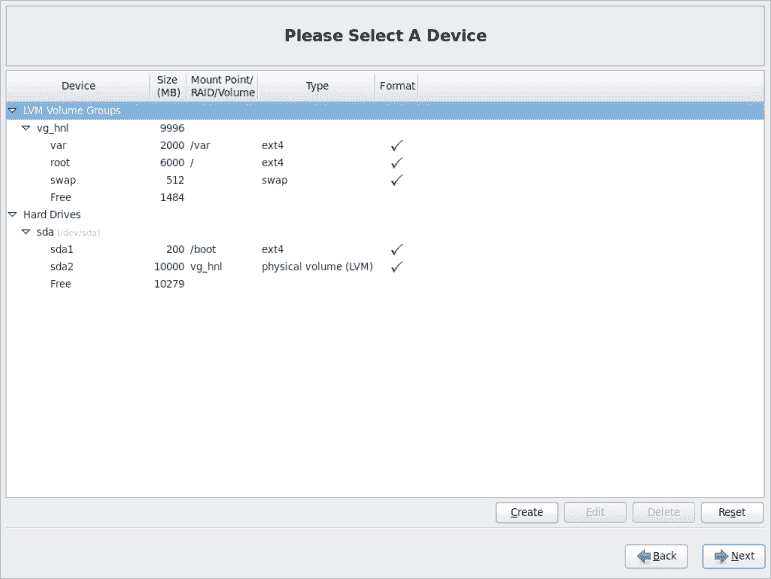 Please Select A Device
Device Size (MB) Mount Point/ RAID/Volume Type Format
LVM Volume Groups
vg_hnl 9996
var 2000 /var ext4 ✓
root 6000 / ext4 ✓
swap 512 swap ✓
Free 1484
Hard Drives
sda (/dev/sda)
sda1 200 /boot ext4 ✓
sda2 10000 vg_hnl physical volume (LVM) ✓
Free 10279
Create Edit Delete Reset
Back Next